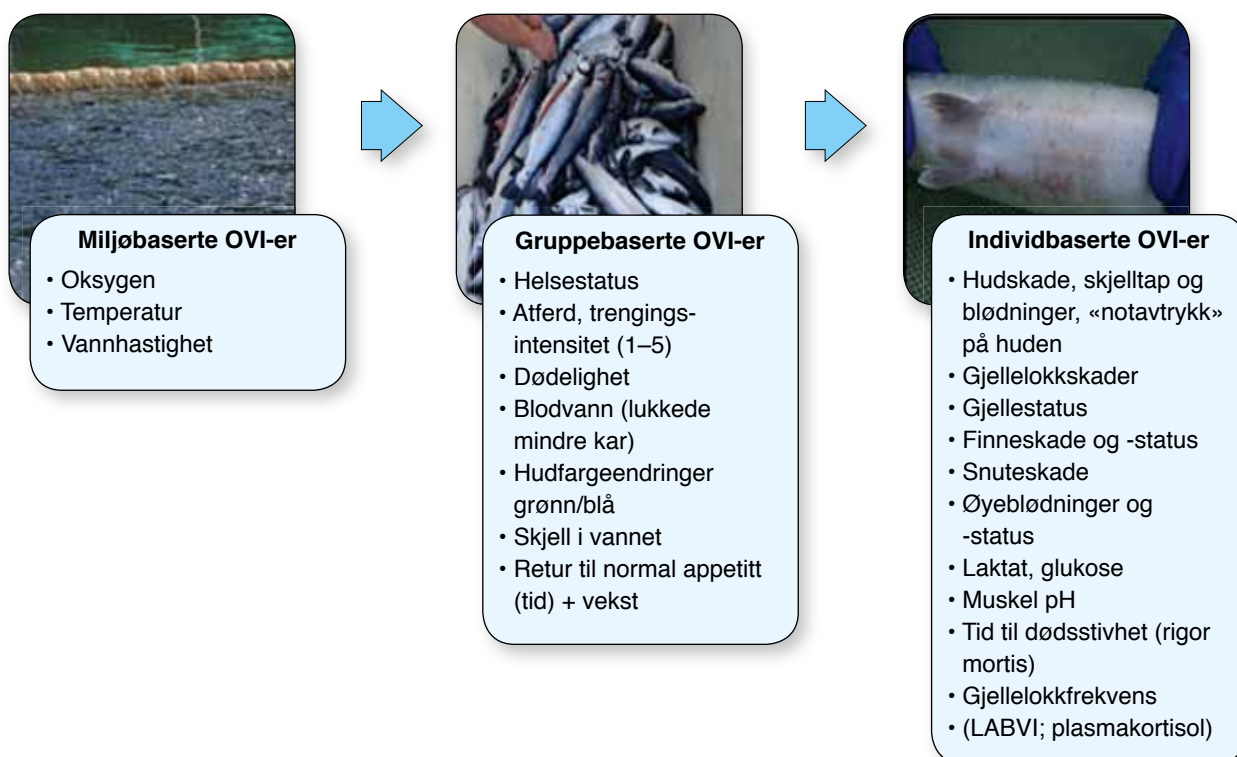 Miljøbaserte OVI-er
• Oksygen
• Temperatur
• Vannhastighet
Gruppebaserte OVI-er
• Helsestatus
• Atferd, trengings-
intensitet (1–5)
• Dødelighet
• Blodvann (lukkede
mindre kar)
• Hudfargeendringer
grønn/blå
• Skjell i vannet
• Retur til normal appetitt
(tid) + vekst
Individbaserte OVI-er
• Hudskade, skjelltap og
blødninger, «notavtrykk»
på huden
• Gjellelokkskader
• Gjellestatus
• Finneskade og -status
• Snuteskade
• Øyeblødninger og
-status
• Laktat, glukose
• Muskel pH
• Tid til dødsstivhet (rigor
mortis)
• Gjellelokkfrekvens
• (LABVI; plasmakortisol)